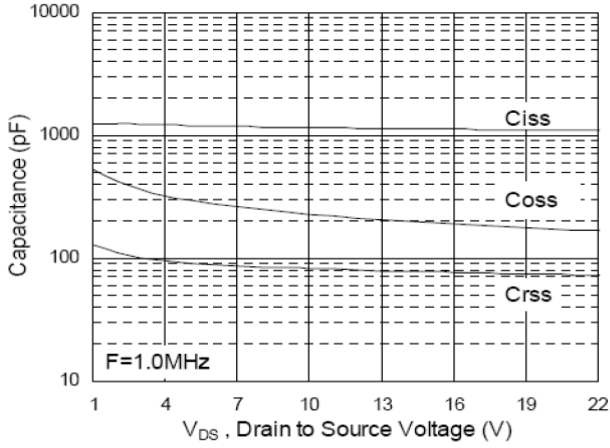 10000
1000
100
10
Capacitance (pF)
Ciss
Coss
Crss
F=1.0MHz
1 4 7 10 13 16 19 22
VDS , Drain to Source Voltage (V)